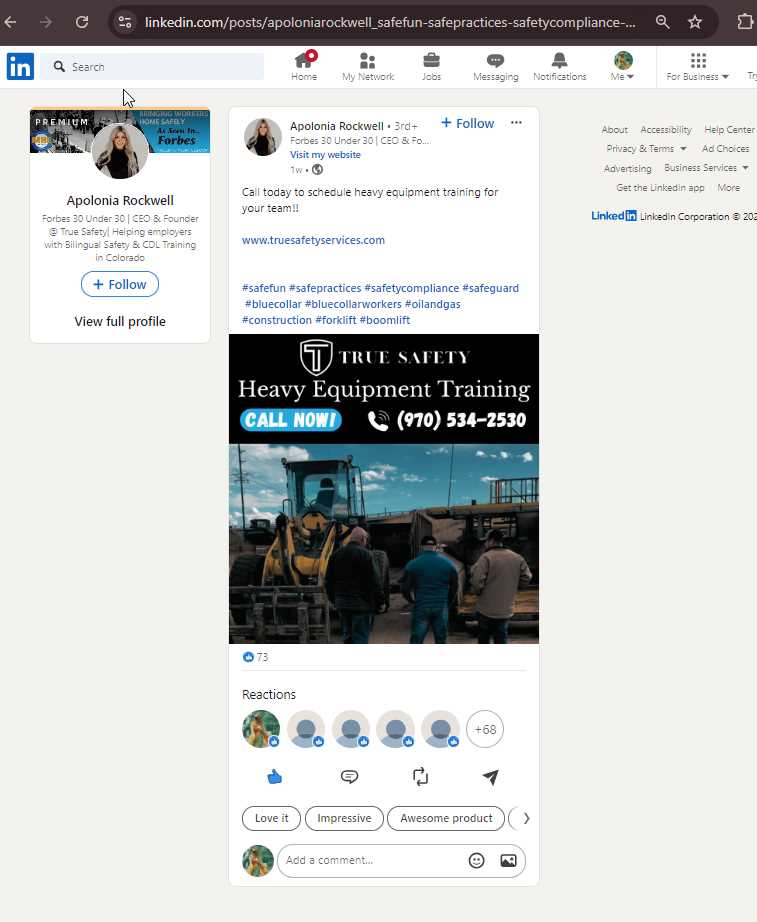 linkedin.com/posts/apoloniarockwell_safefun-safepractices-safetycompliance-...
in
Search
Home
My Network
Jobs
Messaging
Notifications
Me
For Business
PREMIUM
BRINGING WORKERS
HOME SAFELY
As Seen In..
Forbes
Apolonia Rockwell
Forbes 30 Under 30 | CEO & Founder
@ True Safety| Helping employers
with Bilingual Safety & CDL Training
in Colorado
+ Follow
View full profile
Apolonia Rockwell • 3rd+
+ Follow
Forbes 30 Under 30 | CEO & Fo...
Visit my website
1w •
Call today to schedule heavy equipment training for
your team!!
www.truesafetyservices.com
#safefun #safepractices #safetycompliance #safeguard
#bluecollar #bluecollarworkers #oilandgas
#construction #forklift #boomlift
TRUE SAFETY
Heavy Equipment Training
CALL NOW! (970) 534-2530
73
Reactions
+68
Love it
Impressive
Awesome product
Add a comment...
About Accessibility Help Center
Privacy & Terms Ad Choices
Advertising Business Services
Get the LinkedIn app More
LinkedIn LinkedIn Corporation © 202